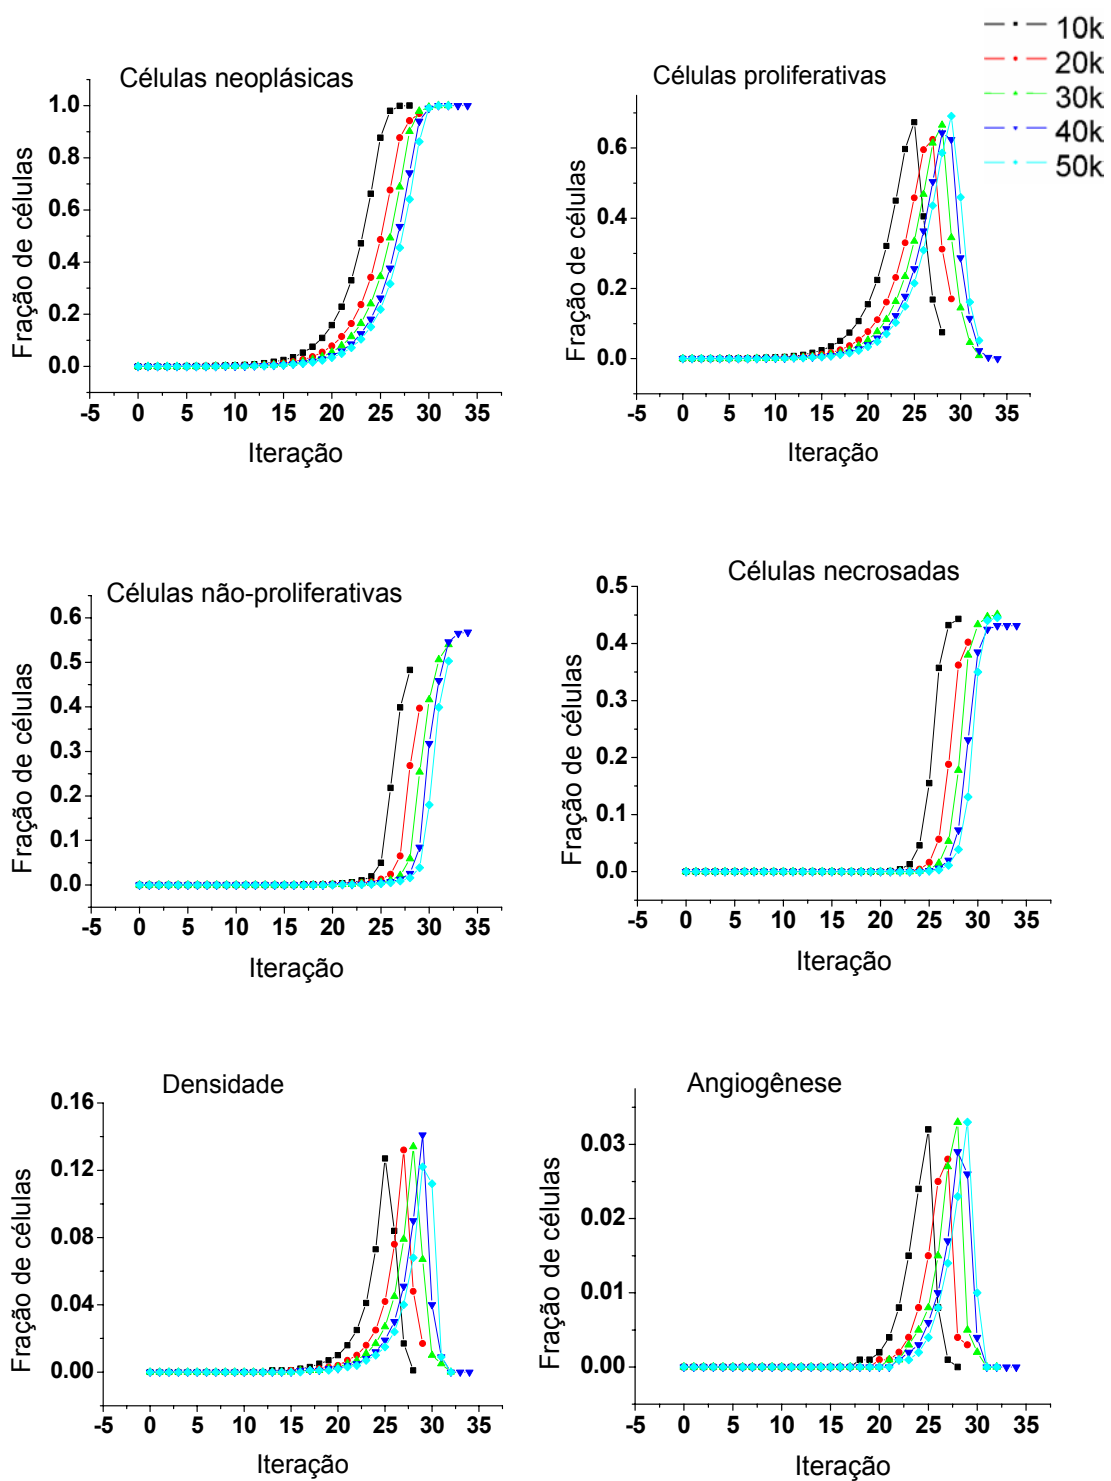 10k
20k
30k
40k
50k
Células neoplásicas
Fração de células
1.0
0.8
0.6
0.4
0.2
0.0
-5 0 5 10 15 20 25 30 35
Iteração
Células proliferativas
Fração de células
0.6
0.4
0.2
0.0
-5 0 5 10 15 20 25 30 35
Iteração
Células não-proliferativas
Fração de células
0.6
0.5
0.4
0.3
0.2
0.1
0.0
-5 0 5 10 15 20 25 30 35
Iteração
Células necrosadas
Fração de células
0.5
0.4
0.3
0.2
0.1
0.0
-5 0 5 10 15 20 25 30 35
Iteração
Densidade
Fração de células
0.16
0.12
0.08
0.04
0.00
-5 0 5 10 15 20 25 30 35
Iteração
Angiogênese
Fração de células
0.03
0.02
0.01
0.00
-5 0 5 10 15 20 25 30 35
Iteração